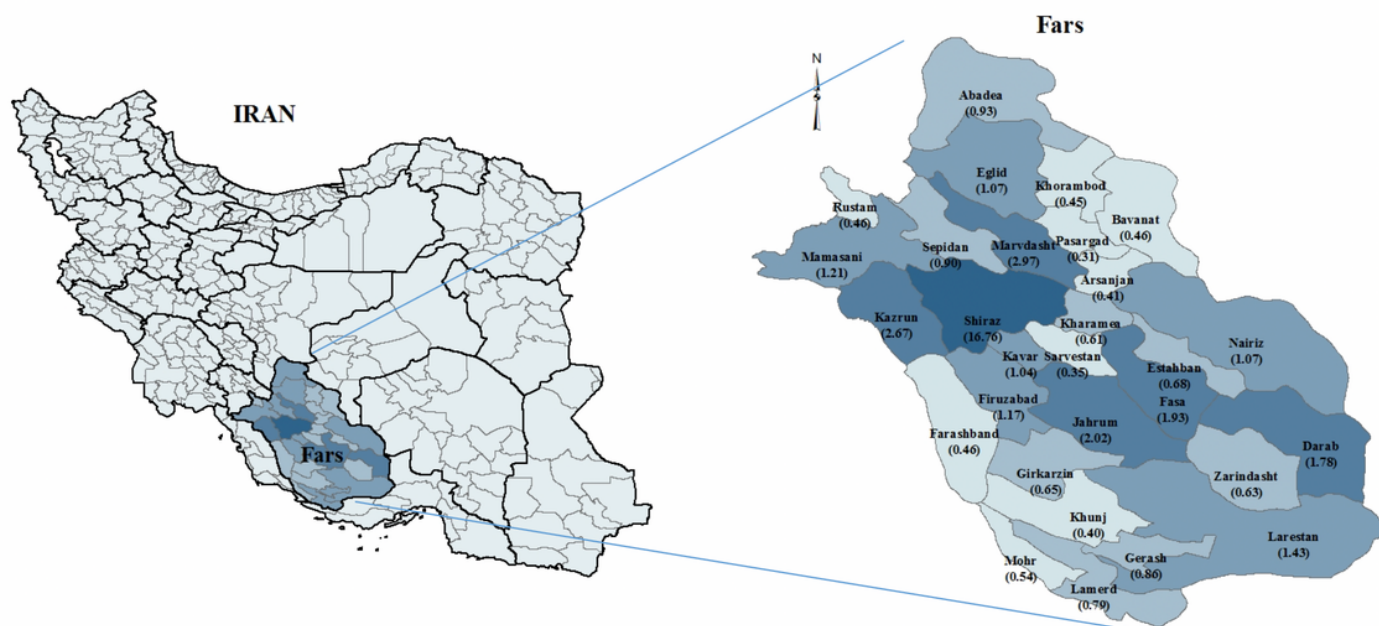 Fars
N
IRAN
Abadea
(0.93)
Eglid
(1.07)
Khorambod
(0.45)
Bavanat
(0.46)
Rustam
(0.46)
Sepidan
(0.90)
Marvdasht
(2.97)
Pasargad
(0.31)
Mamasani
(1.21)
Arsanjan
(0.41)
Kazrun
(2.67)
Shiraz
(16.76)
Kharamea
(0.61)
Nairiz
(1.07)
Kavar
(1.04)
Sarvestan
(0.35)
Estahban
(0.68)
Firuzabad
(1.17)
Fasa
(1.93)
Jahrum
(2.02)
Farashband
(0.46)
Darab
(1.78)
Fars
Girkarzin
(0.65)
Zarindasht
(0.63)
Khunj
(0.40)
Larestan
(1.43)
Mohr
(0.54)
Gerash
(0.86)
Lamerd
(0.79)